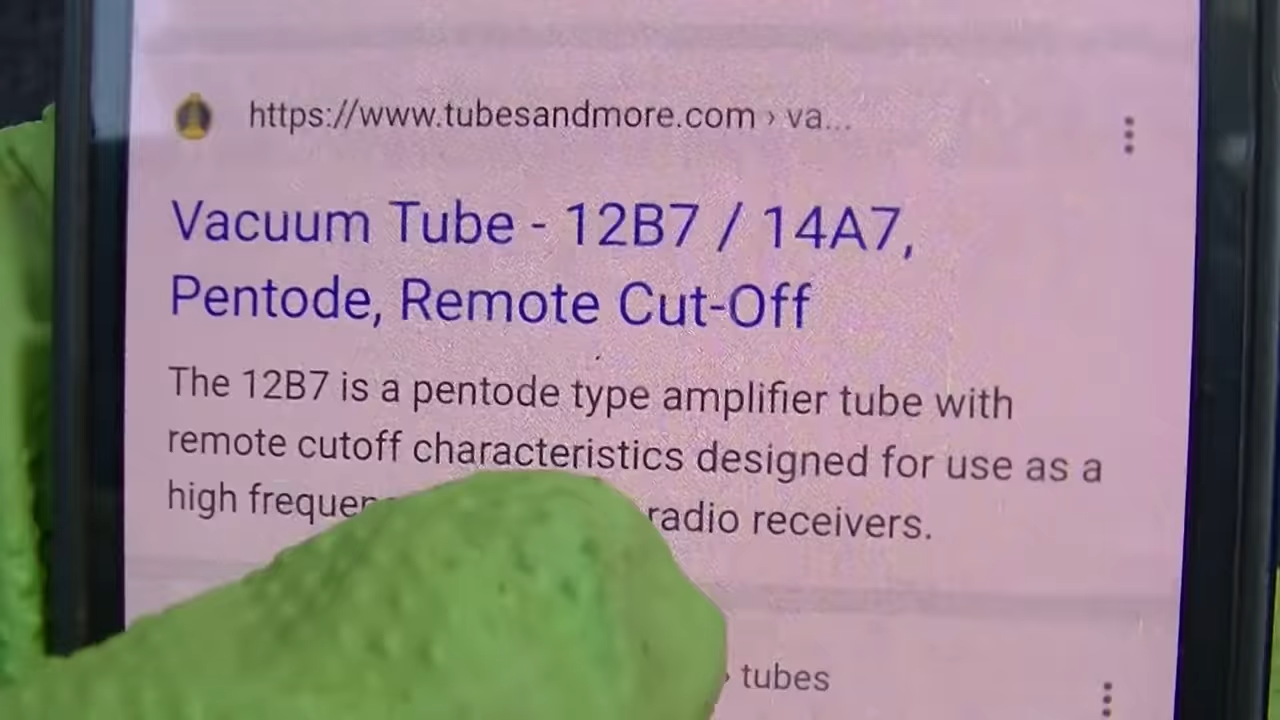 https://www.tubesandmore.com › va...
Vacuum Tube - 12B7 / 14A7,
Pentode, Remote Cut-Off
The 12B7 is a pentode type amplifier tube with
remote cutoff characteristics designed for use as a
high radio receivers.
› tubes